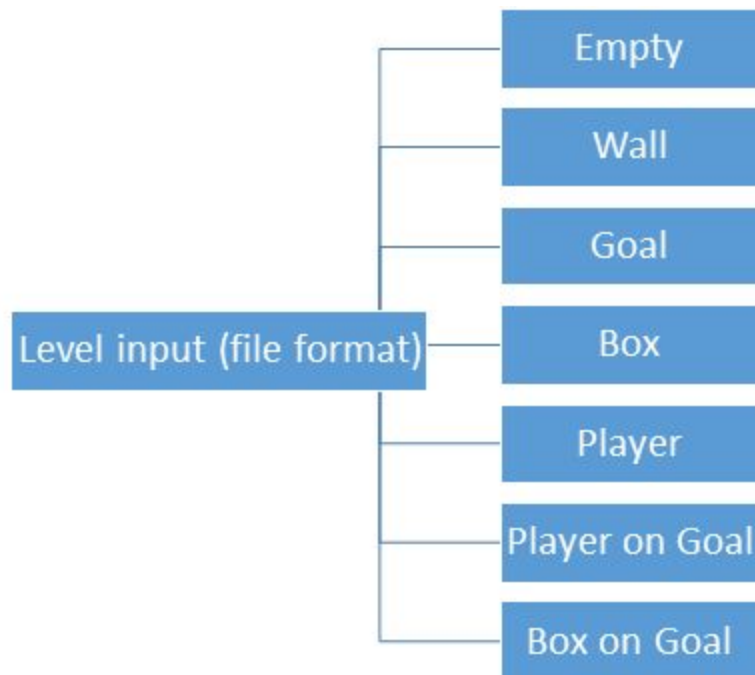 Empty
Wall
Goal
Level input (file format)
Box
Player
Player on Goal
Box on Goal